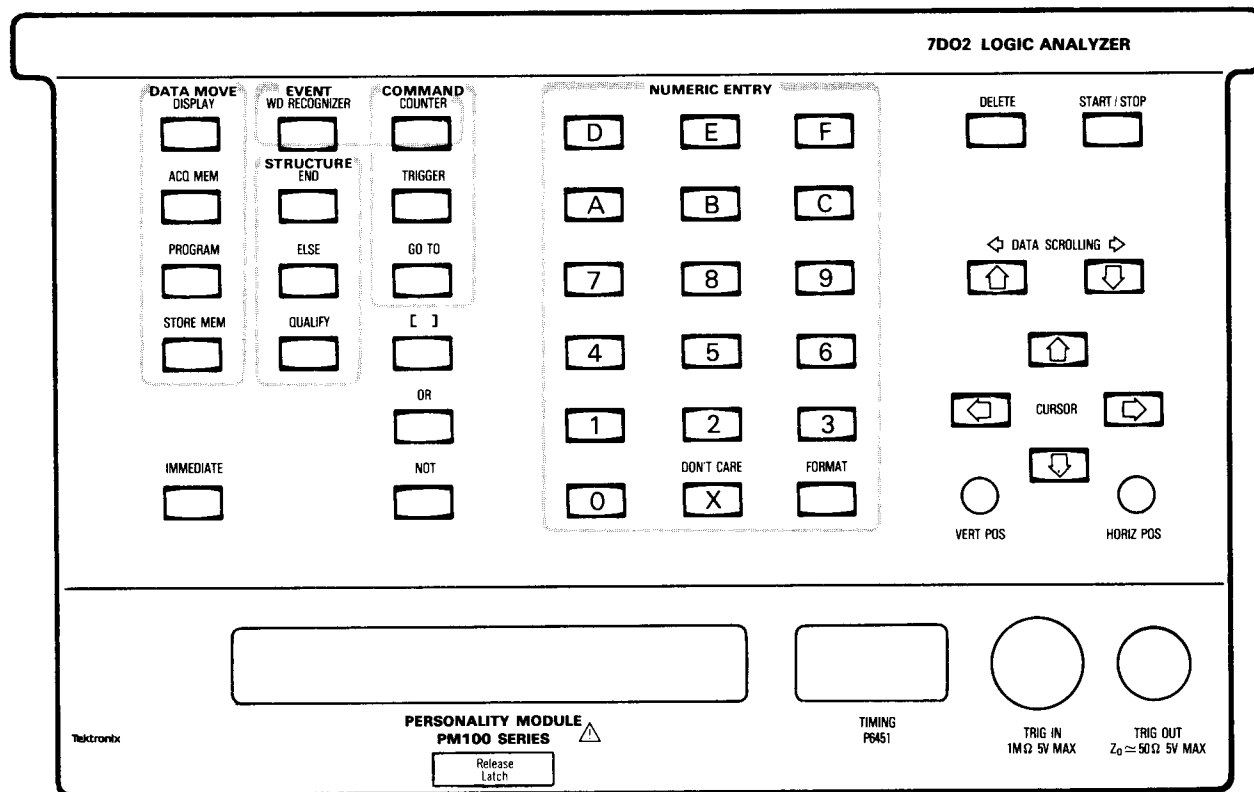 7D02 LOGIC ANALYZER
DATA MOVE EVENT COMMAND NUMERIC ENTRY
DISPLAY WD RECOGNIZER COUNTER DELETE START/STOP
D E F
STRUCTURE
ACQ MEM END TRIGGER
A B C
PROGRAM ELSE GO TO DATA SCROLLING
7 8 9
STORE MEM QUALIFY [ ]
4 5 6
OR CURSOR
1 2 3
IMMEDIATE NOT DON'T CARE FORMAT
0 X
VERT POS HORIZ POS
PERSONALITY MODULE
PM100 SERIES
Release
Latch
TIMING
P6451
TRIG IN
1MΩ 5V MAX
TRIG OUT
Z₀≃50Ω 5V MAX
Tektronix